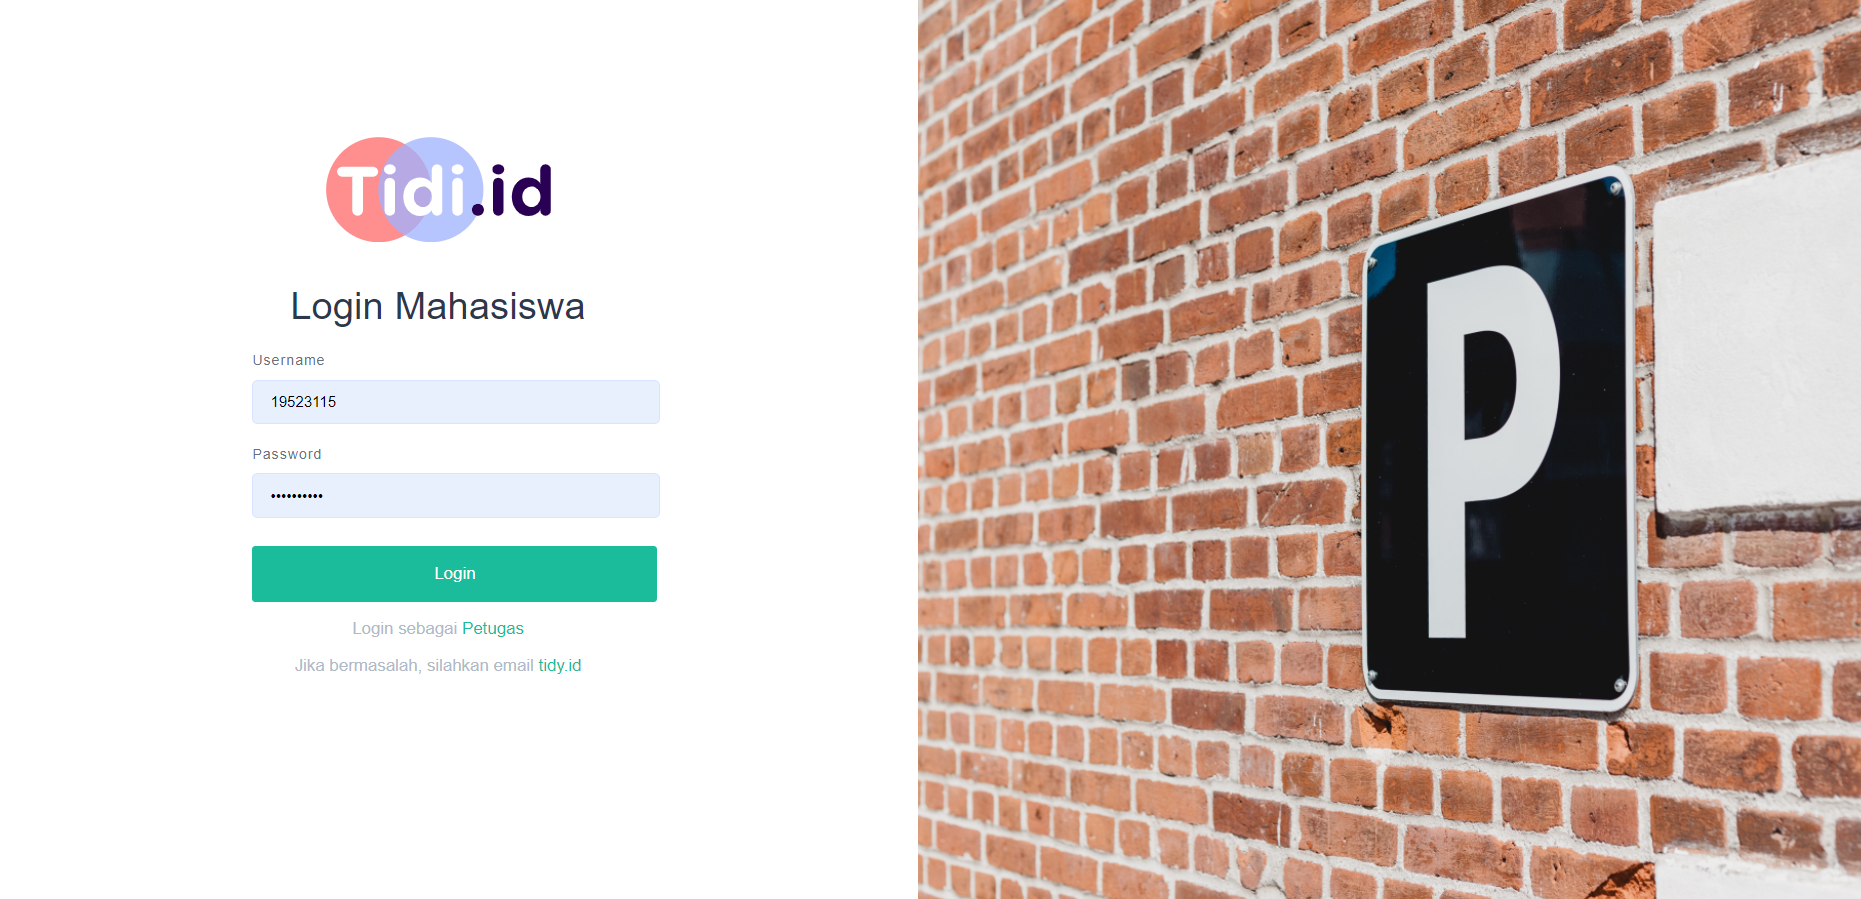 Tidi.id
Login Mahasiswa
Username
19523115
Password
••••••••••
Login
Login sebagai Petugas
Jika bermasalah, silahkan email tidy.id
P